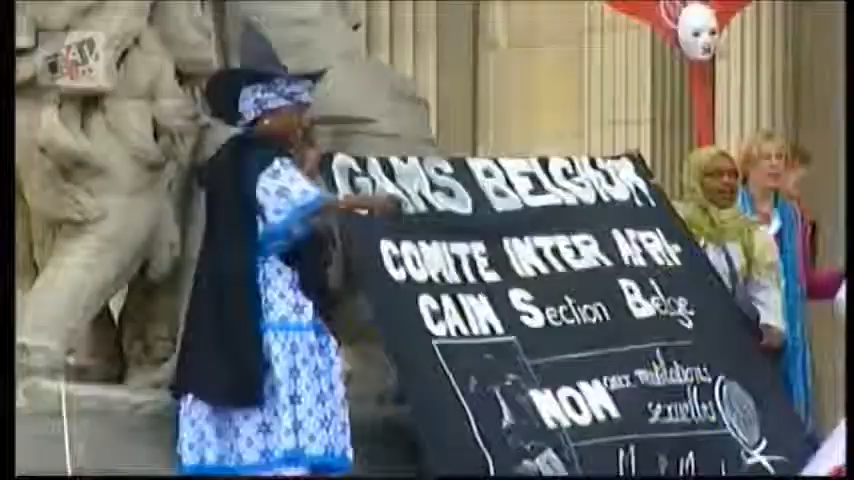 GAMS BELGIUM
COMITE INTER AFRI-
CAIN Section Belge
NON aux mutilations
sexuelles